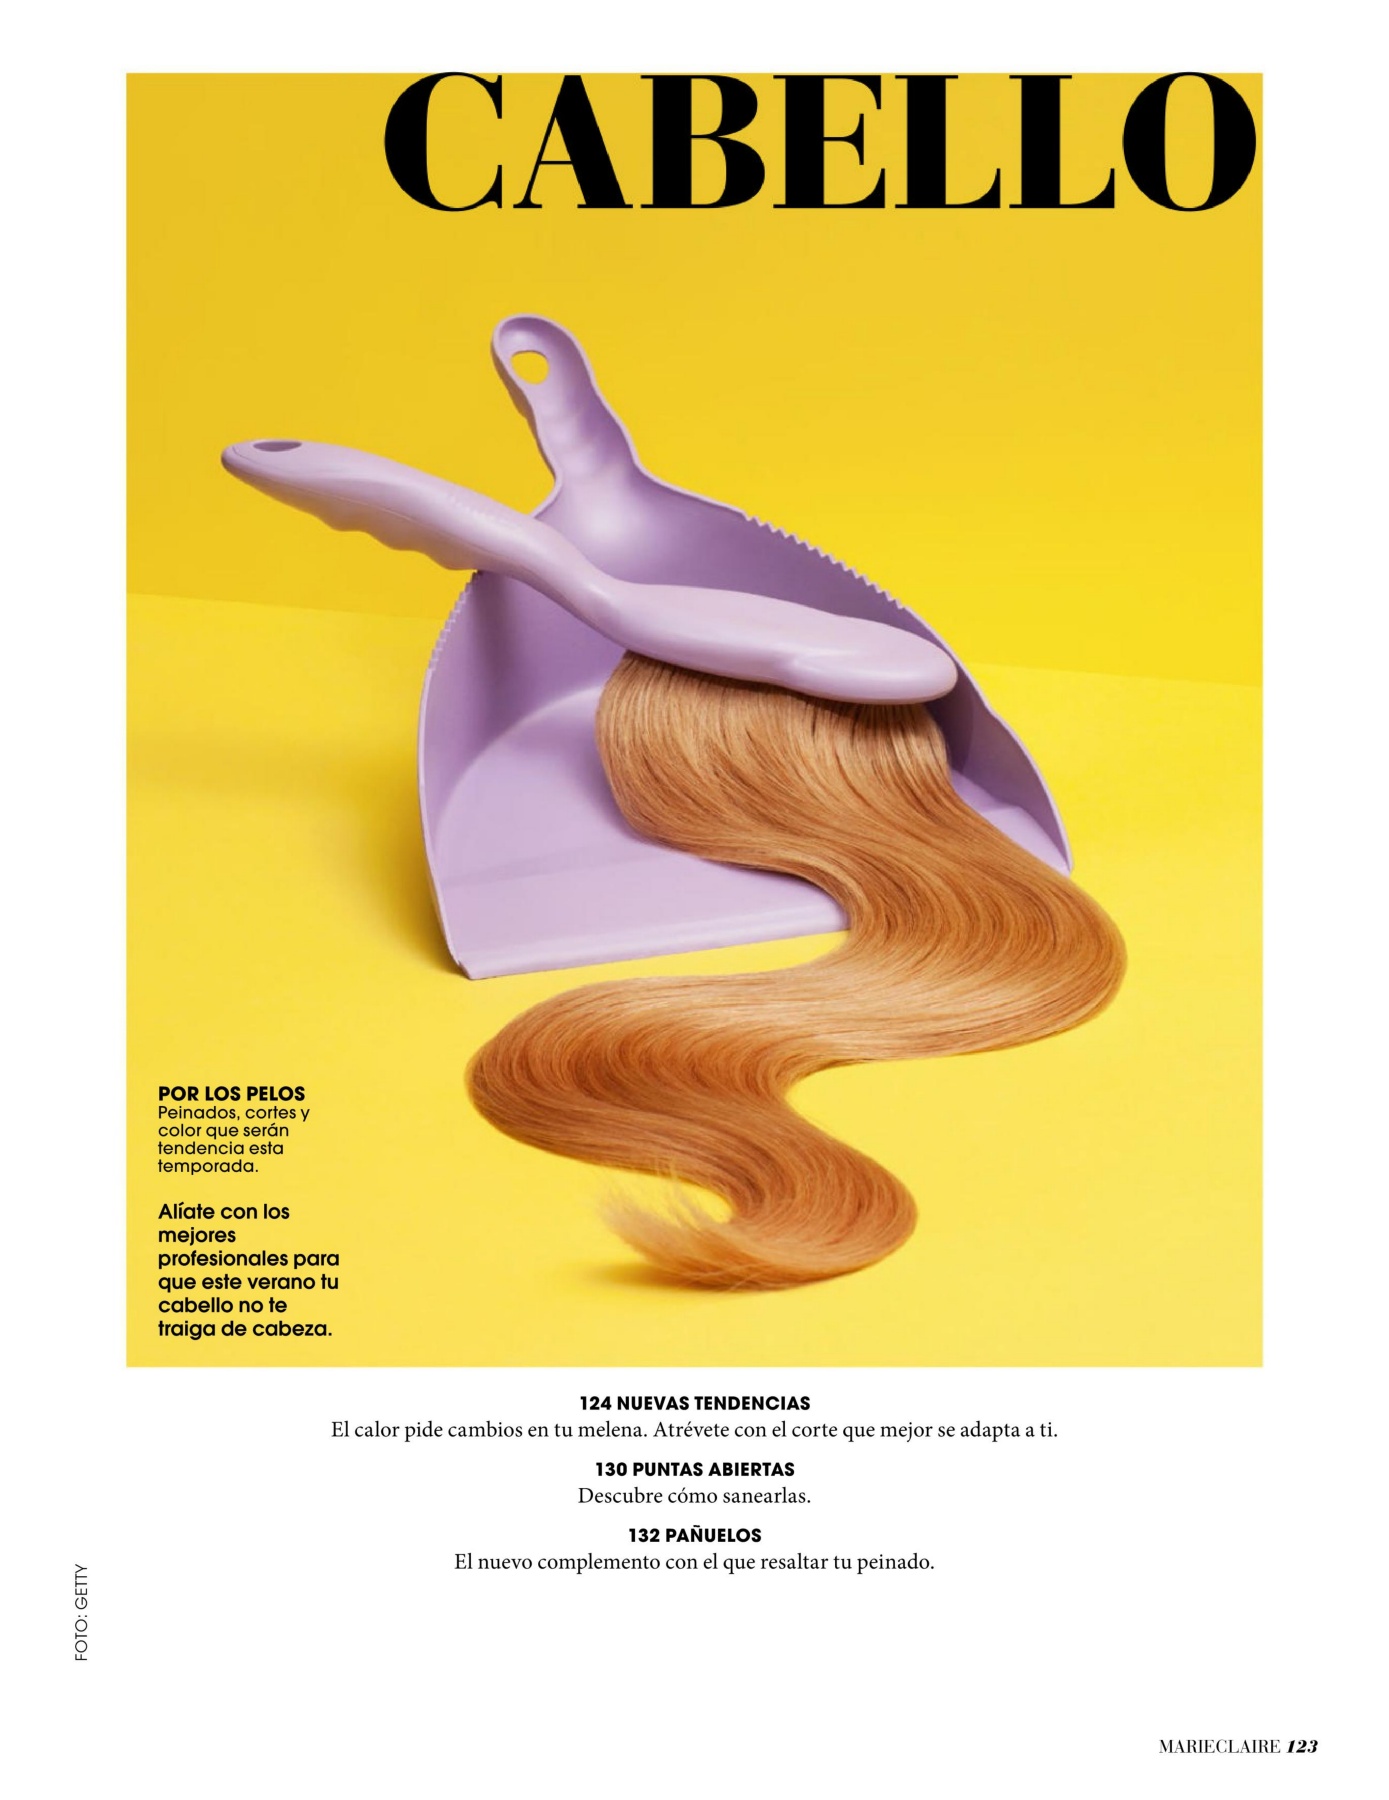 CABELLO
POR LOS PELOS
Peinados, cortes y
color que serán
tendencia esta
temporada.
Alíate con los
mejores
profesionales para
que este verano tu
cabello no te
traiga de cabeza.
124 NUEVAS TENDENCIAS
El calor pide cambios en tu melena. Atrévete con el corte que mejor se adapta a ti.
130 PUNTAS ABIERTAS
Descubre cómo sanearlas.
132 PAÑUELOS
El nuevo complemento con el que resaltar tu peinado.
FOTO: GETTY
MARIECLAIRE 123